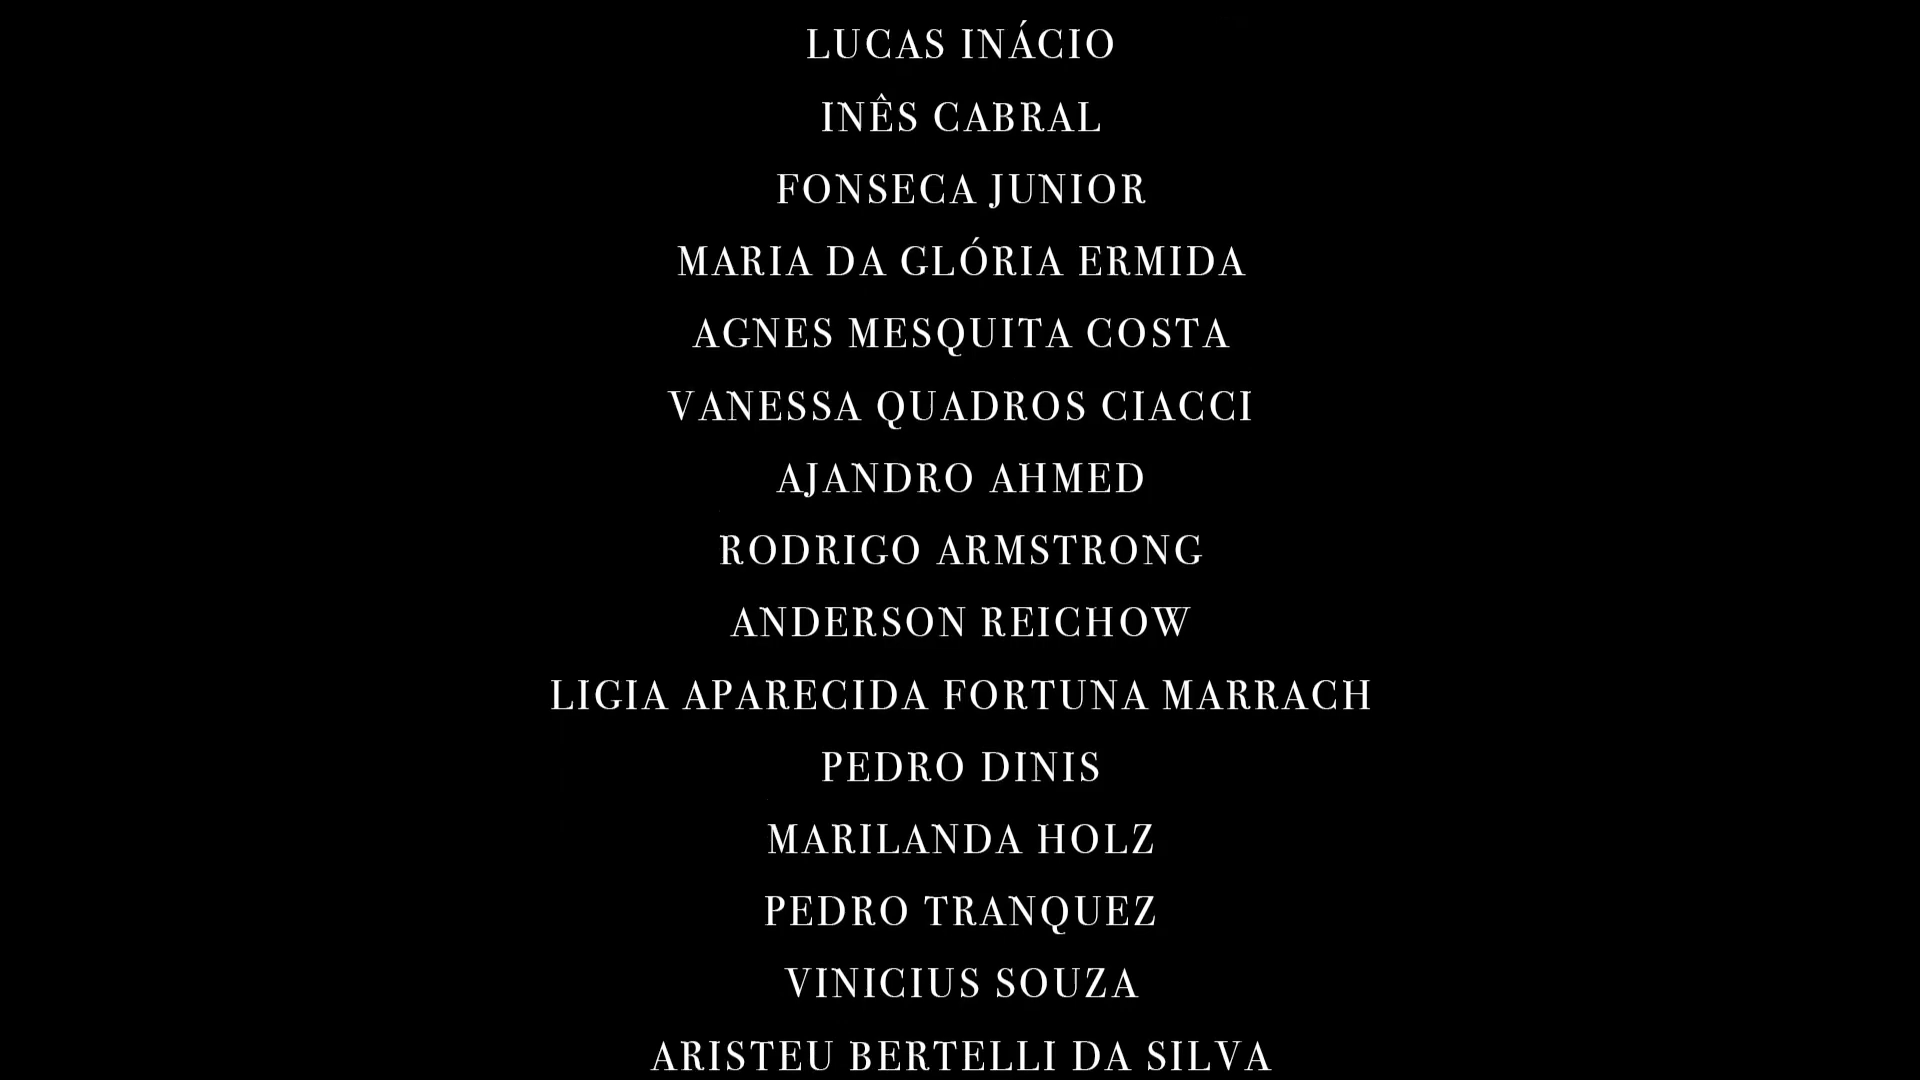 LUCAS INÁCIO
INÊS CABRAL
FONSECA JUNIOR
MARIA DA GLÓRIA ERMIDA
AGNES MESQUITA COSTA
VANESSA QUADROS CIACCI
AJANDRO AHMED
RODRIGO ARMSTRONG
ANDERSON REICHOW
LIGIA APARECIDA FORTUNA MARRACH
PEDRO DINIS
MARILANDA HOLZ
PEDRO TRANQUEZ
VINICIUS SOUZA
ARISTEU BERTELLI DA SILVA